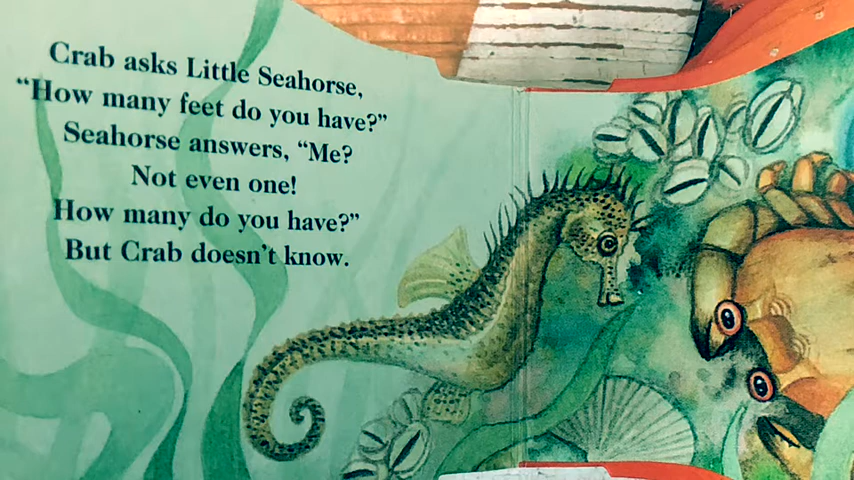 Crab asks Little Seahorse,
“How many feet do you have?”
Seahorse answers, “Me?
Not even one!
How many do you have?”
But Crab doesn’t know.